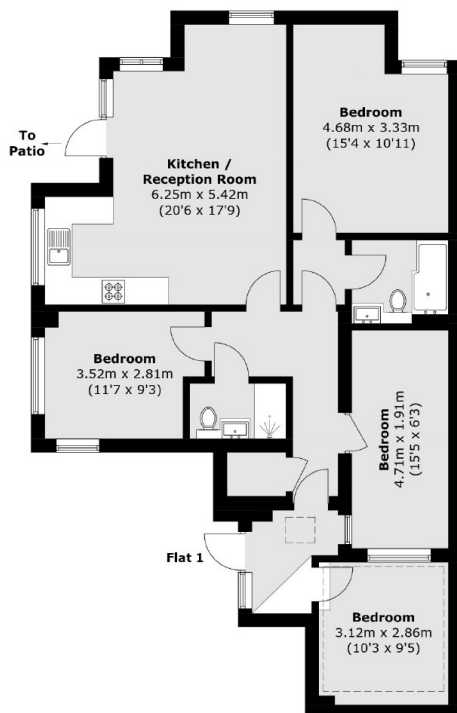 Bedroom
4.68m x 3.33m
(15'4 x 10'11)
To
Patio
Kitchen /
Reception Room
6.25m x 5.42m
(20'6 x 17'9)
Bedroom
3.52m x 2.81m
(11'7 x 9'3)
Bedroom
4.71m x 1.91m
(15'5 x 6'3)
Flat 1
Bedroom
3.12m x 2.86m
(10'3 x 9'5)